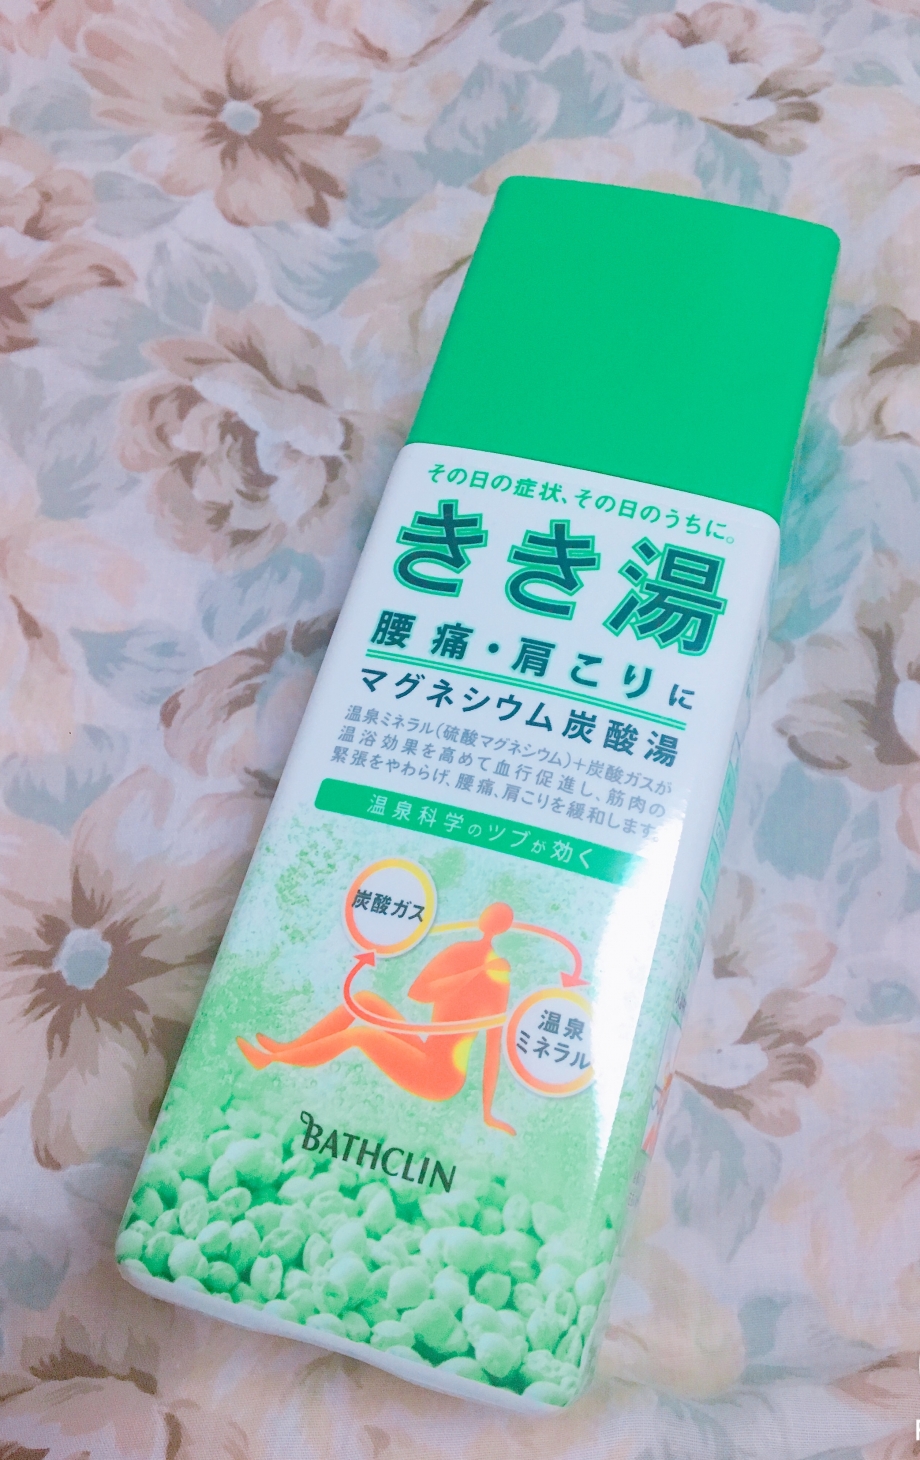 その日の症状、その日のうちに。
きき湯
腰痛・肩こりに
マグネシウム炭酸湯
温泉ミネラル(硫酸マグネシウム)+炭酸ガスが
温浴効果を高めて血行促進し、筋肉の
緊張をやわらげ、腰痛、肩こりを緩和します。
温泉科学のツブが効く
炭酸ガス
温泉
ミネラル
BATHCLIN